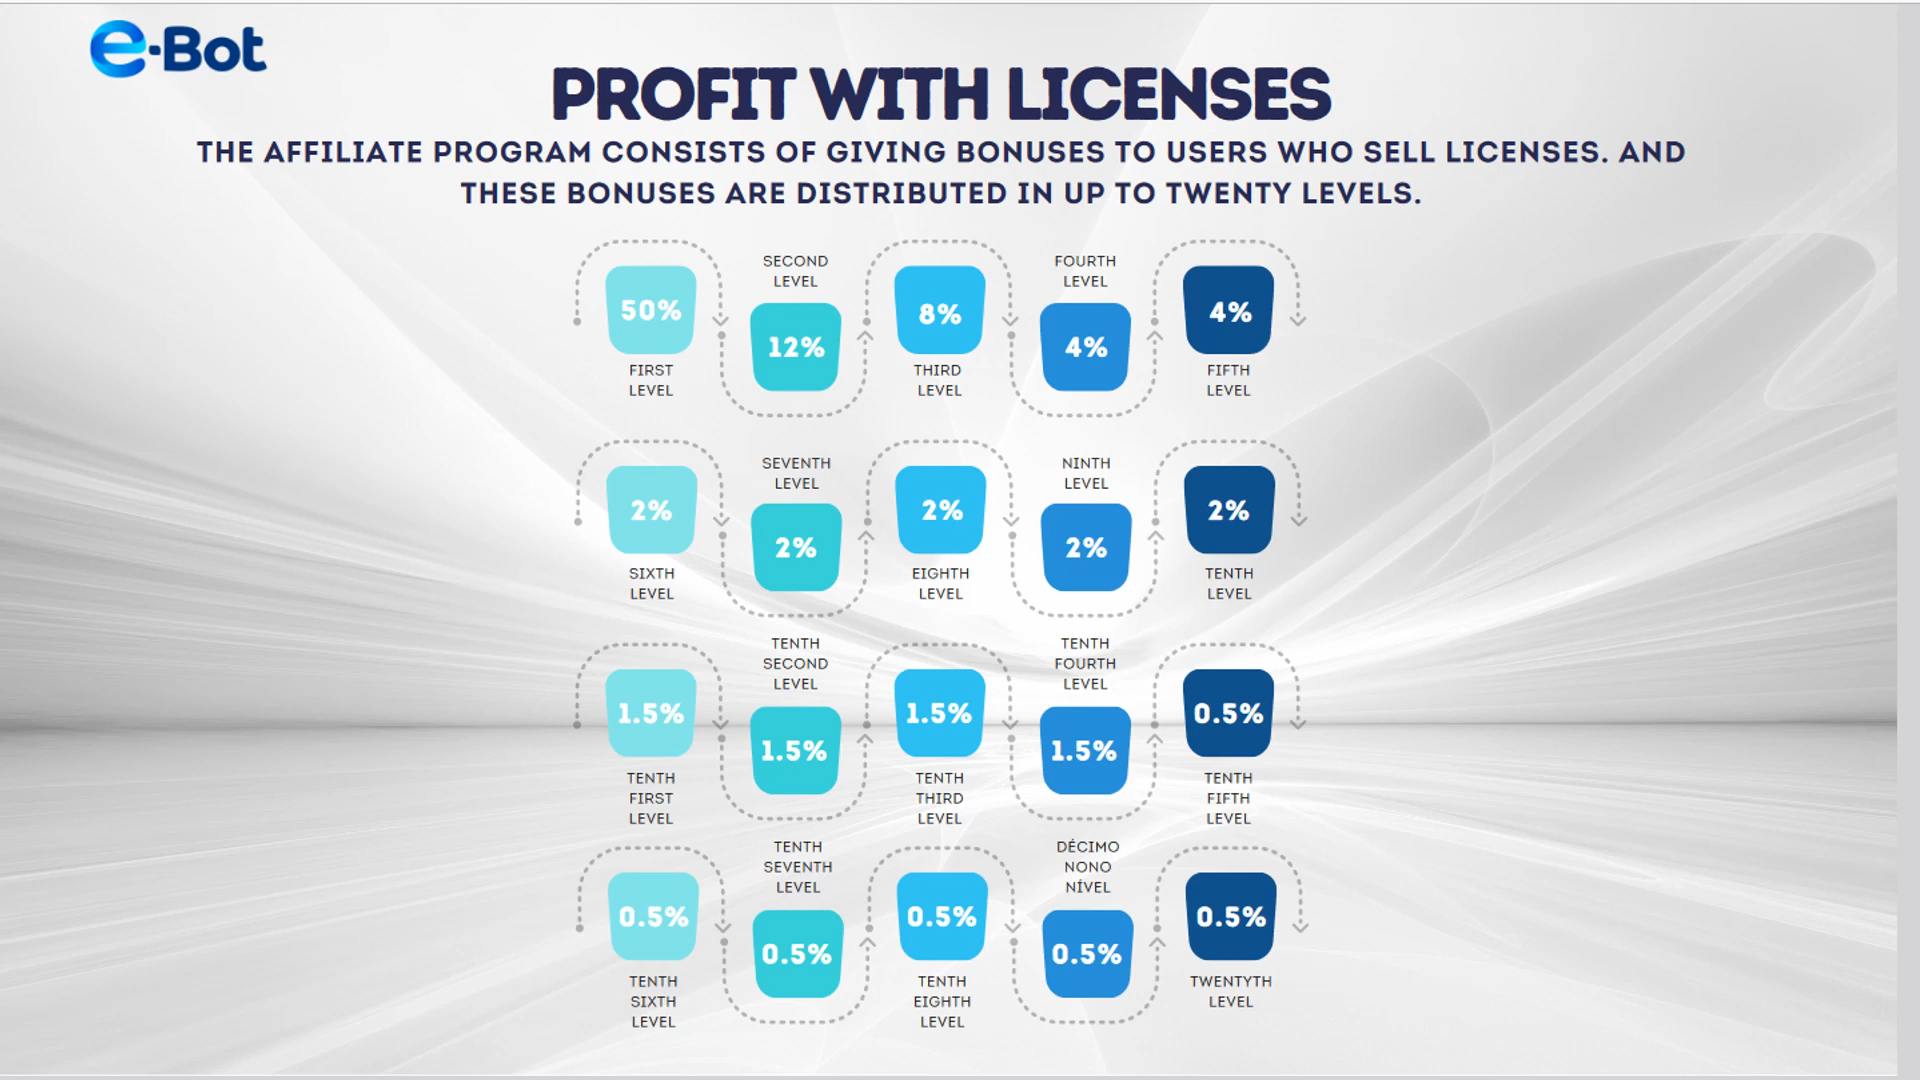 e-Bot
PROFIT WITH LICENSES
THE AFFILIATE PROGRAM CONSISTS OF GIVING BONUSES TO USERS WHO SELL LICENSES. AND
THESE BONUSES ARE DISTRIBUTED IN UP TO TWENTY LEVELS.
50%
FIRST
LEVEL
SECOND
LEVEL
12%
8%
THIRD
LEVEL
FOURTH
LEVEL
4%
4%
FIFTH
LEVEL
2%
SIXTH
LEVEL
SEVENTH
LEVEL
2%
2%
EIGHTH
LEVEL
NINTH
LEVEL
2%
2%
TENTH
LEVEL
1.5%
TENTH
FIRST
LEVEL
TENTH
SECOND
LEVEL
1.5%
1.5%
TENTH
THIRD
LEVEL
TENTH
FOURTH
LEVEL
1.5%
0.5%
TENTH
FIFTH
LEVEL
0.5%
TENTH
SIXTH
LEVEL
TENTH
SEVENTH
LEVEL
0.5%
0.5%
TENTH
EIGHTH
LEVEL
DÉCIMO
NONO
NÍVEL
0.5%
0.5%
TWENTYTH
LEVEL